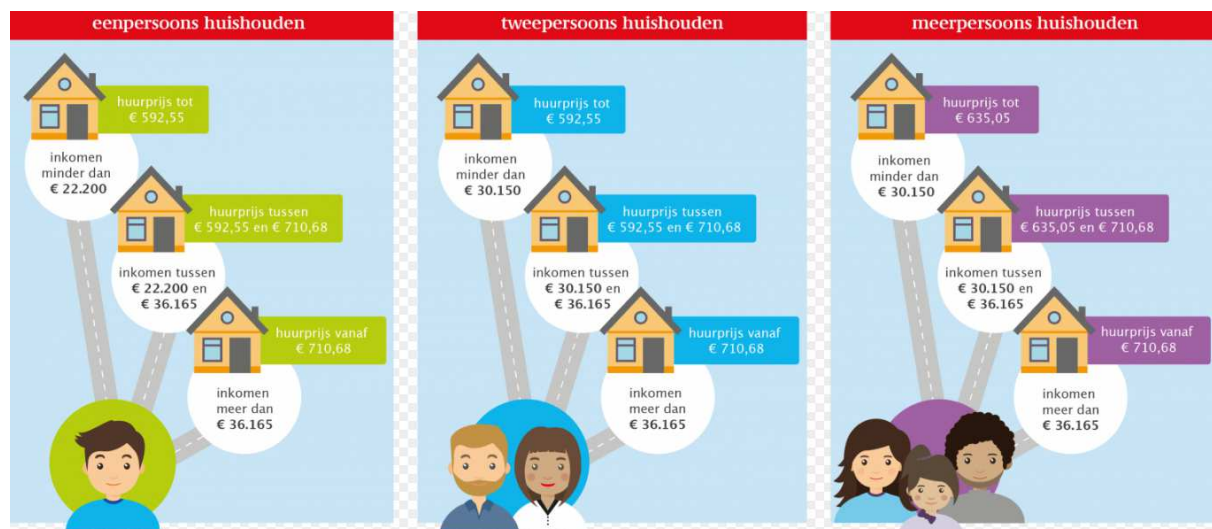 eenpersoons huishouden
huurprijs tot
€ 592,55
inkomen
minder dan
€ 22.200
huurprijs tussen
€ 592,55 en € 710,68
inkomen tussen
€ 22.200 en
€ 36.165
huurprijs vanaf
€ 710,68
inkomen
meer dan
€ 36.165
tweepersoons huishouden
huurprijs tot
€ 592,55
inkomen
minder dan
€ 30.150
huurprijs tussen
€ 592,55 en € 710,68
inkomen tussen
€ 30.150 en
€ 36.165
huurprijs vanaf
€ 710,68
inkomen
meer dan
€ 36.165
meerpersoons huishouden
huurprijs tot
€ 635,05
inkomen
minder dan
€ 30.150
huurprijs tussen
€ 635,05 en € 710,68
inkomen tussen
€ 30.150 en
€ 36.165
huurprijs vanaf
€ 710,68
inkomen
meer dan
€ 36.165